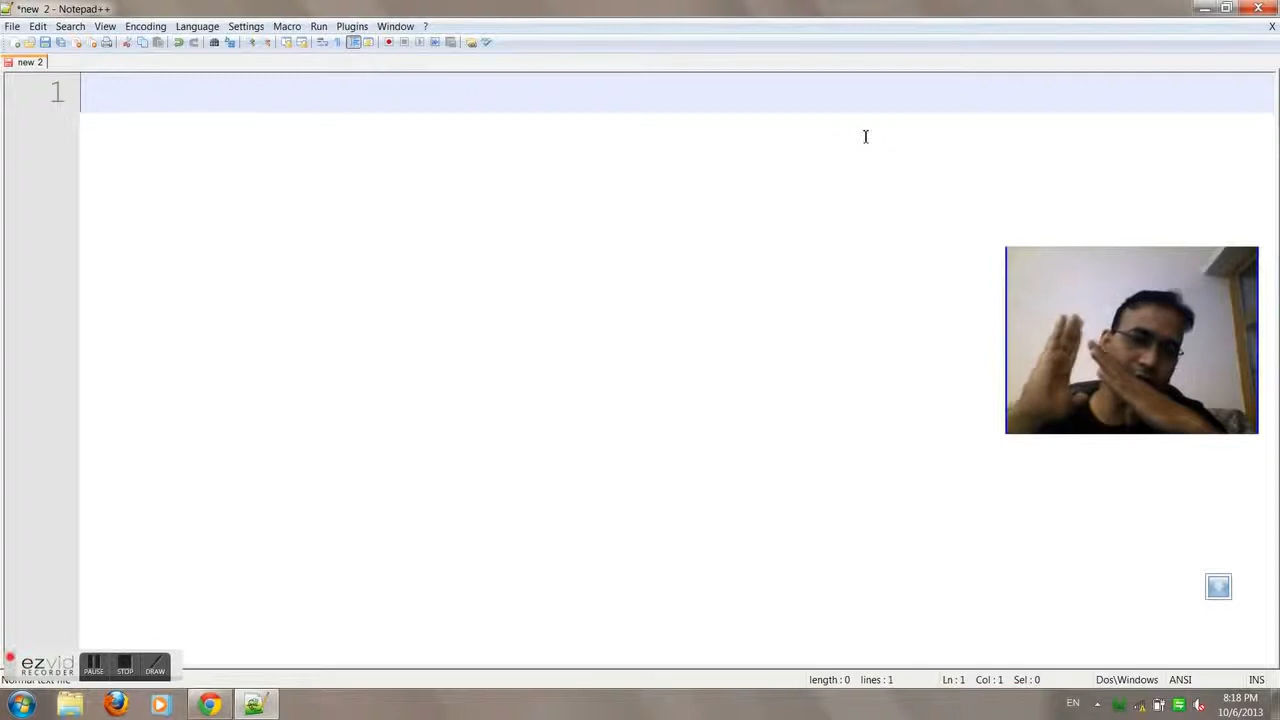 *new 2 - Notepad++
File Edit Search View Encoding Language Settings Macro Run Plugins Window ? X
new 2
1
ezvid
RECORDER
PAUSE STOP DRAW
length : 0 lines : 1 Ln : 1 Col : 1 Sel : 0 Dos\Windows ANSI INS
EN 8:18 PM
10/6/2013